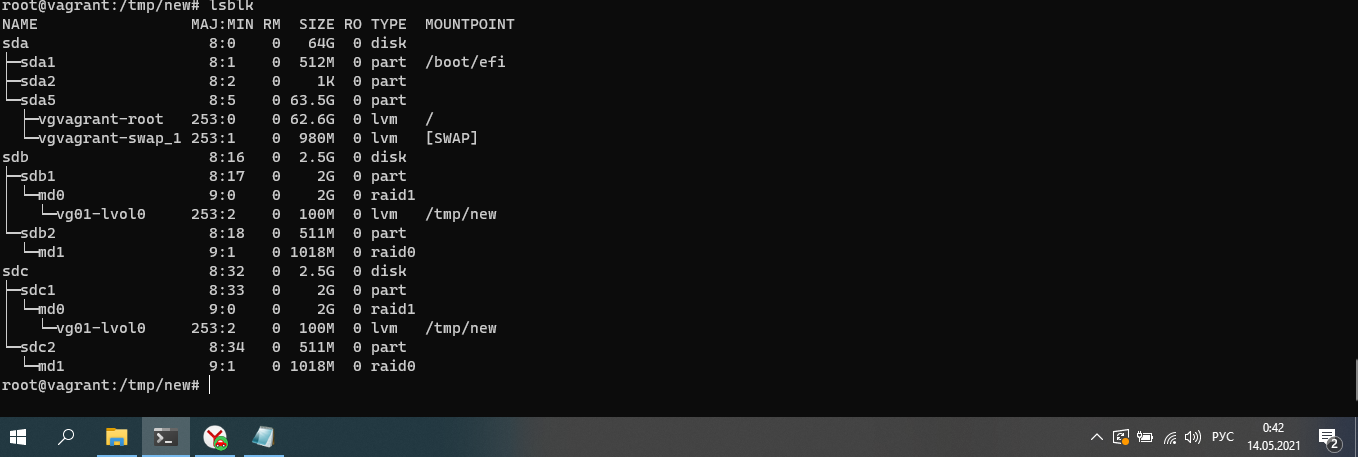 root@vagrant:/tmp/new# lsblk
NAME                 MAJ:MIN RM  SIZE RO TYPE  MOUNTPOINT
sda                    8:0    0   64G  0 disk
├─sda1                 8:1    0  512M  0 part  /boot/efi
├─sda2                 8:2    0    1K  0 part
└─sda5                 8:5    0 63.5G  0 part
  ├─vgvagrant-root   253:0    0 62.6G  0 lvm   /
  └─vgvagrant-swap_1 253:1    0  980M  0 lvm   [SWAP]
sdb                    8:16   0  2.5G  0 disk
├─sdb1                 8:17   0    2G  0 part
│ └─md0                9:0    0    2G  0 raid1
│   └─vg01-lvol0     253:2    0  100M  0 lvm   /tmp/new
└─sdb2                 8:18   0  511M  0 part
  └─md1                9:1    0 1018M  0 raid0
sdc                    8:32   0  2.5G  0 disk
├─sdc1                 8:33   0    2G  0 part
│ └─md0                9:0    0    2G  0 raid1
│   └─vg01-lvol0     253:2    0  100M  0 lvm   /tmp/new
└─sdc2                 8:34   0  511M  0 part
  └─md1                9:1    0 1018M  0 raid0
root@vagrant:/tmp/new#
РУС
0:42
14.05.2021
2